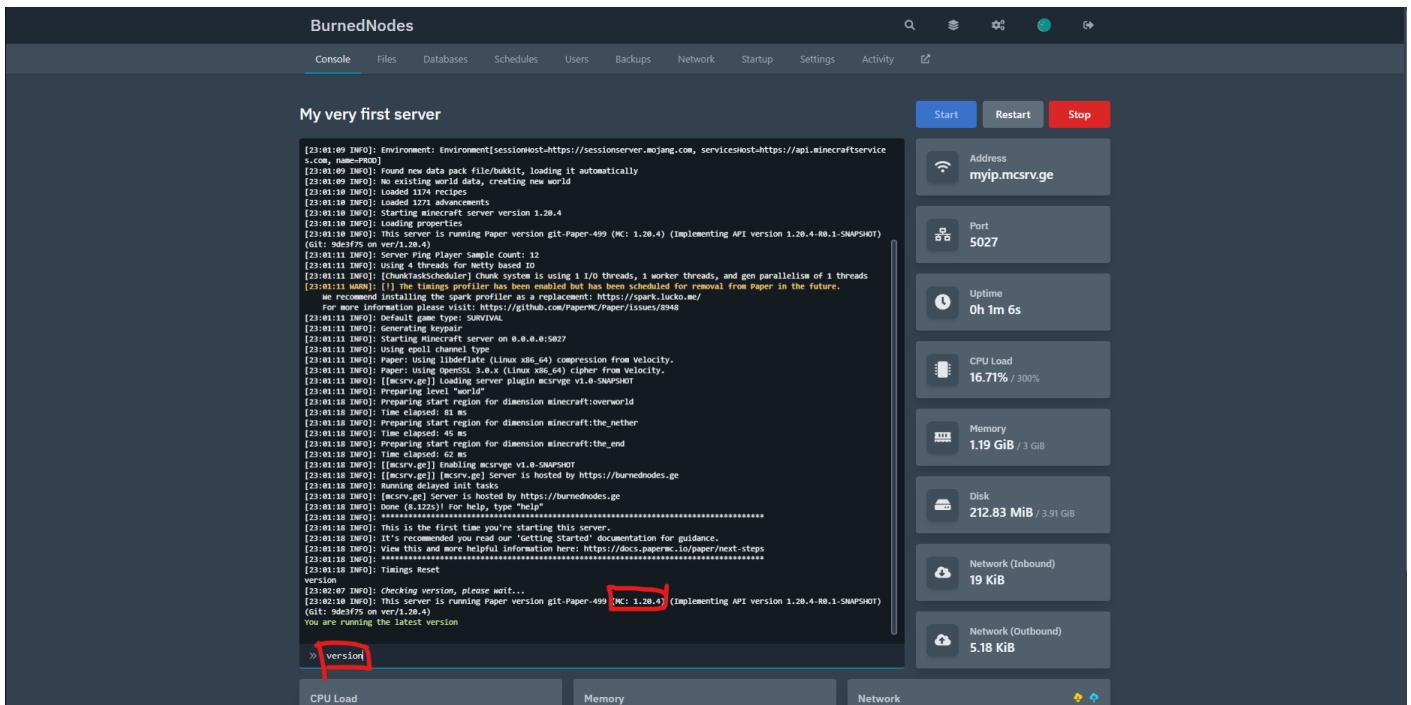 BurnedNodes
Console Files Databases Schedules Users Backups Network Startup Settings Activity
My very first server
Start Restart Stop
[23:01:09 INFO]: Environment: Environment[sessionHost=https://sessionserver.mojang.com, servicesHost=https://api.minecraftservice
s.com, name=PROD]
[23:01:09 INFO]: Found new data pack file/bukkit, loading it automatically
[23:01:09 INFO]: No existing world data, creating new world
[23:01:10 INFO]: Loaded 1174 recipes
[23:01:10 INFO]: Loaded 1271 advancements
[23:01:10 INFO]: Starting minecraft server version 1.20.4
[23:01:10 INFO]: Loading properties
[23:01:10 INFO]: This server is running Paper version git-Paper-499 (MC: 1.20.4) (Implementing API version 1.20.4-R0.1-SNAPSHOT)
(Git: 9de3f75 on ver/1.20.4)
[23:01:11 INFO]: Server Ping Player Sample Count: 12
[23:01:11 INFO]: Using 4 threads for Netty based IO
[23:01:11 INFO]: [ChunkTaskScheduler] Chunk system is using 1 I/O threads, 1 worker threads, and gen parallelism of 1 threads
[23:01:11 WARN]: [!] The timings profiler has been enabled but has been scheduled for removal from Paper in the future.
We recommend installing the spark profiler as a replacement: https://spark.lucko.me/
For more information please visit: https://github.com/PaperMC/Paper/issues/8948
[23:01:11 INFO]: Default game type: SURVIVAL
[23:01:11 INFO]: Generating keypair
[23:01:11 INFO]: Starting Minecraft server on 0.0.0.0:5027
[23:01:11 INFO]: Using epoll channel type
[23:01:11 INFO]: Paper: Using libdeflate (Linux x86_64) compression from Velocity.
[23:01:11 INFO]: Paper: Using OpenSSL 3.0.x (Linux x86_64) cipher from Velocity.
[23:01:11 INFO]: [[mcsrv.ge]] Loading server plugin mcsrvge v1.0-SNAPSHOT
[23:01:11 INFO]: Preparing level "world"
[23:01:18 INFO]: Preparing start region for dimension minecraft:overworld
[23:01:18 INFO]: Time elapsed: 81 ms
[23:01:18 INFO]: Preparing start region for dimension minecraft:the_nether
[23:01:18 INFO]: Time elapsed: 45 ms
[23:01:18 INFO]: Preparing start region for dimension minecraft:the_end
[23:01:18 INFO]: Time elapsed: 62 ms
[23:01:18 INFO]: [[mcsrv.ge]] Enabling mcsrvge v1.0-SNAPSHOT
[23:01:18 INFO]: [[mcsrv.ge]] [mcsrv.ge] Server is hosted by https://burnednodes.ge
[23:01:18 INFO]: Running delayed init tasks
[23:01:18 INFO]: [mcsrv.ge] Server is hosted by https://burnednodes.ge
[23:01:18 INFO]: Done (8.122s)! For help, type "help"
[23:01:18 INFO]: *************************************************************************************
[23:01:18 INFO]: This is the first time you're starting this server.
[23:01:18 INFO]: It's recommended you read our 'Getting Started' documentation for guidance.
[23:01:18 INFO]: View this and more helpful information here: https://docs.papermc.io/paper/next-steps
[23:01:18 INFO]: *************************************************************************************
[23:01:18 INFO]: Timings Reset
version
[23:02:07 INFO]: Checking version, please wait...
[23:02:10 INFO]: This server is running Paper version git-Paper-499 (MC: 1.20.4) (Implementing API version 1.20.4-R0.1-SNAPSHOT)
(Git: 9de3f75 on ver/1.20.4)
You are running the latest version
» version
Address
myip.mcsrv.ge
Port
5027
Uptime
0h 1m 6s
CPU Load
16.71% / 300%
Memory
1.19 GiB / 3 GiB
Disk
212.83 MiB / 3.91 GiB
Network (Inbound)
19 KiB
Network (Outbound)
5.18 KiB
CPU Load
Memory
Network